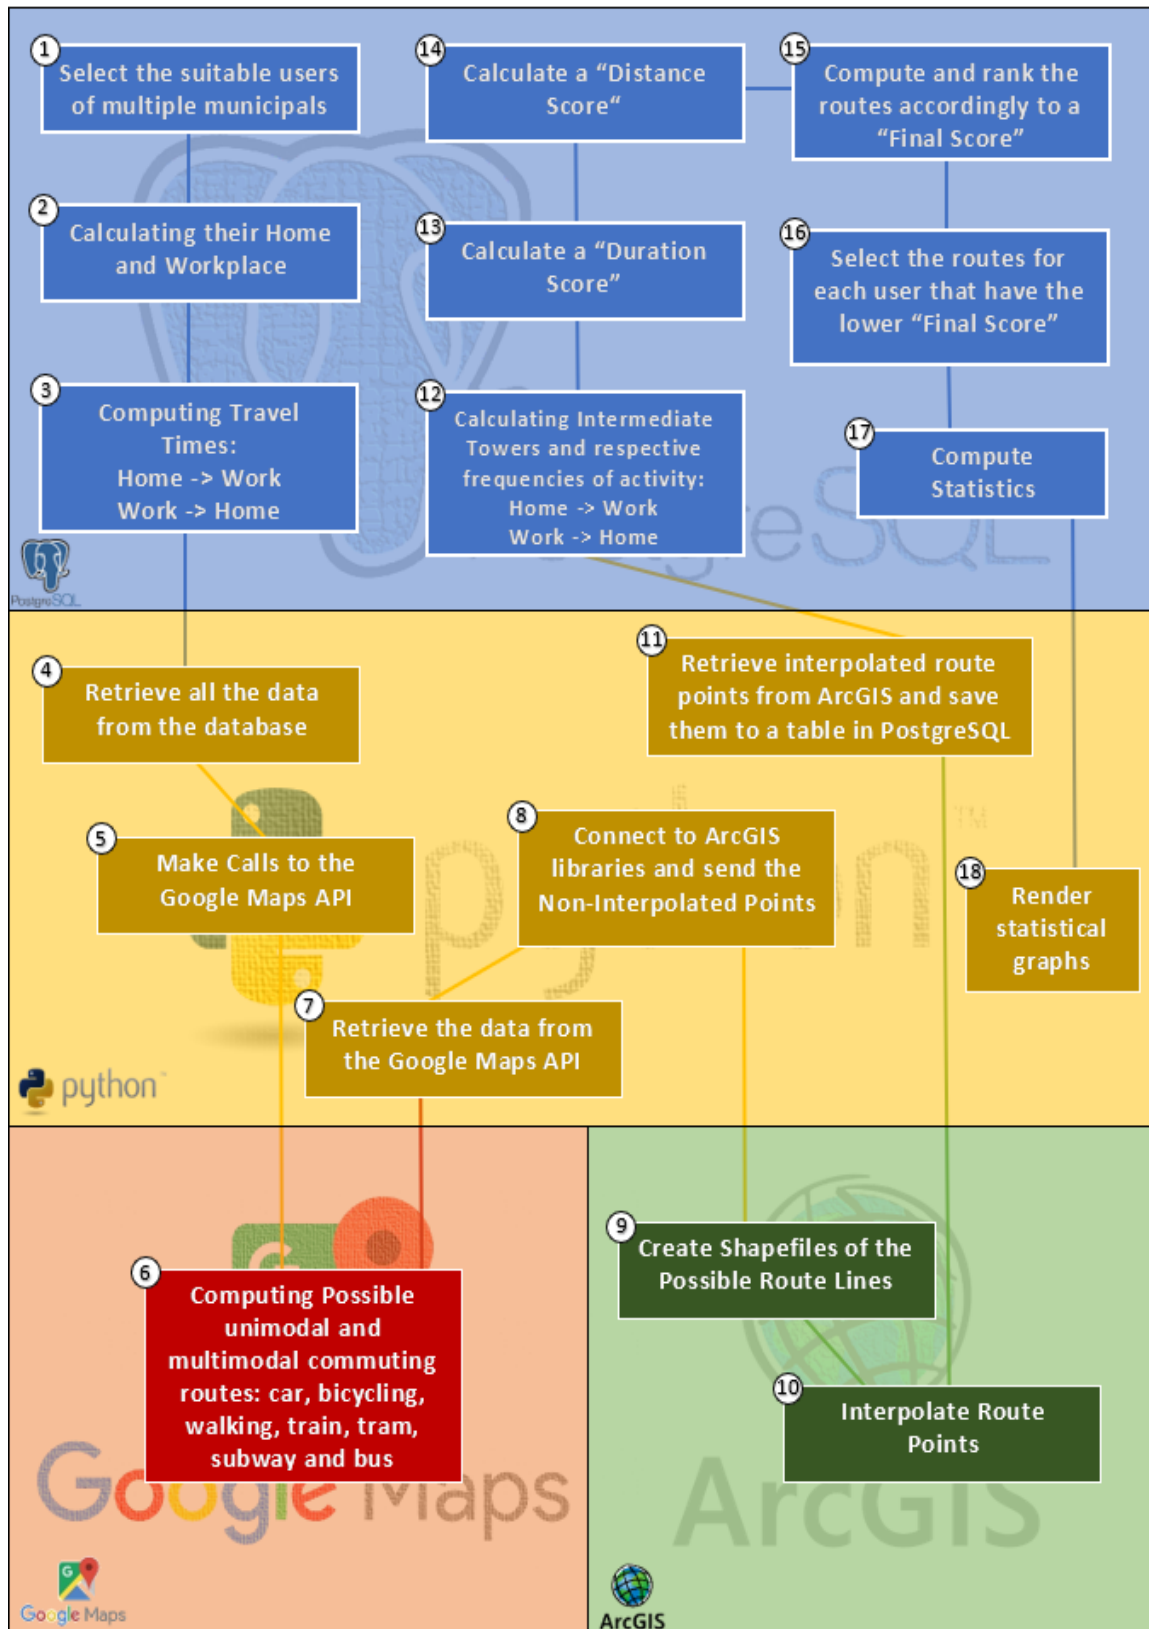 1
Select the suitable users
of multiple municipals
14
Calculate a “Distance
Score“
15
Compute and rank the
routes accordingly to a
“Final Score”
2
Calculating their Home
and Workplace
13
Calculate a “Duration
Score”
16
Select the routes for
each user that have the
lower “Final Score”
3
Computing Travel
Times:
Home -> Work
Work -> Home
12
Calculating Intermediate
Towers and respective
frequencies of activity:
Home -> Work
Work -> Home
17
Compute
Statistics
greSQL
PostgreSQL
4
Retrieve all the data
from the database
11
Retrieve interpolated route
points from ArcGIS and save
them to a table in PostgreSQL
5
Make Calls to the
Google Maps API
8
Connect to ArcGIS
libraries and send the
Non-Interpolated Points
python
TM
18
Render
statistical
graphs
7
Retrieve the data from
the Google Maps API
python
6
Computing Possible
unimodal and
multimodal commuting
routes: car, bicycling,
walking, train, tram,
subway and bus
Google Maps
G
Google Maps
9
Create Shapefiles of the
Possible Route Lines
10
Interpolate Route
Points
ArcGIS
ArcGIS